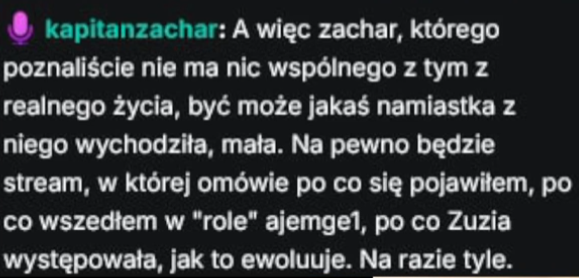 kapitanzachar: A więc zachar, którego
poznaliście nie ma nic wspólnego z tym z
realnego życia, być może jakaś namiastka z
niego wychodziła, mała. Na pewno będzie
stream, w której omówie po co się pojawiłem, po
co wszedłem w "role" ajemge1, po co Zuzia
występowała, jak to ewoluuje. Na razie tyle.